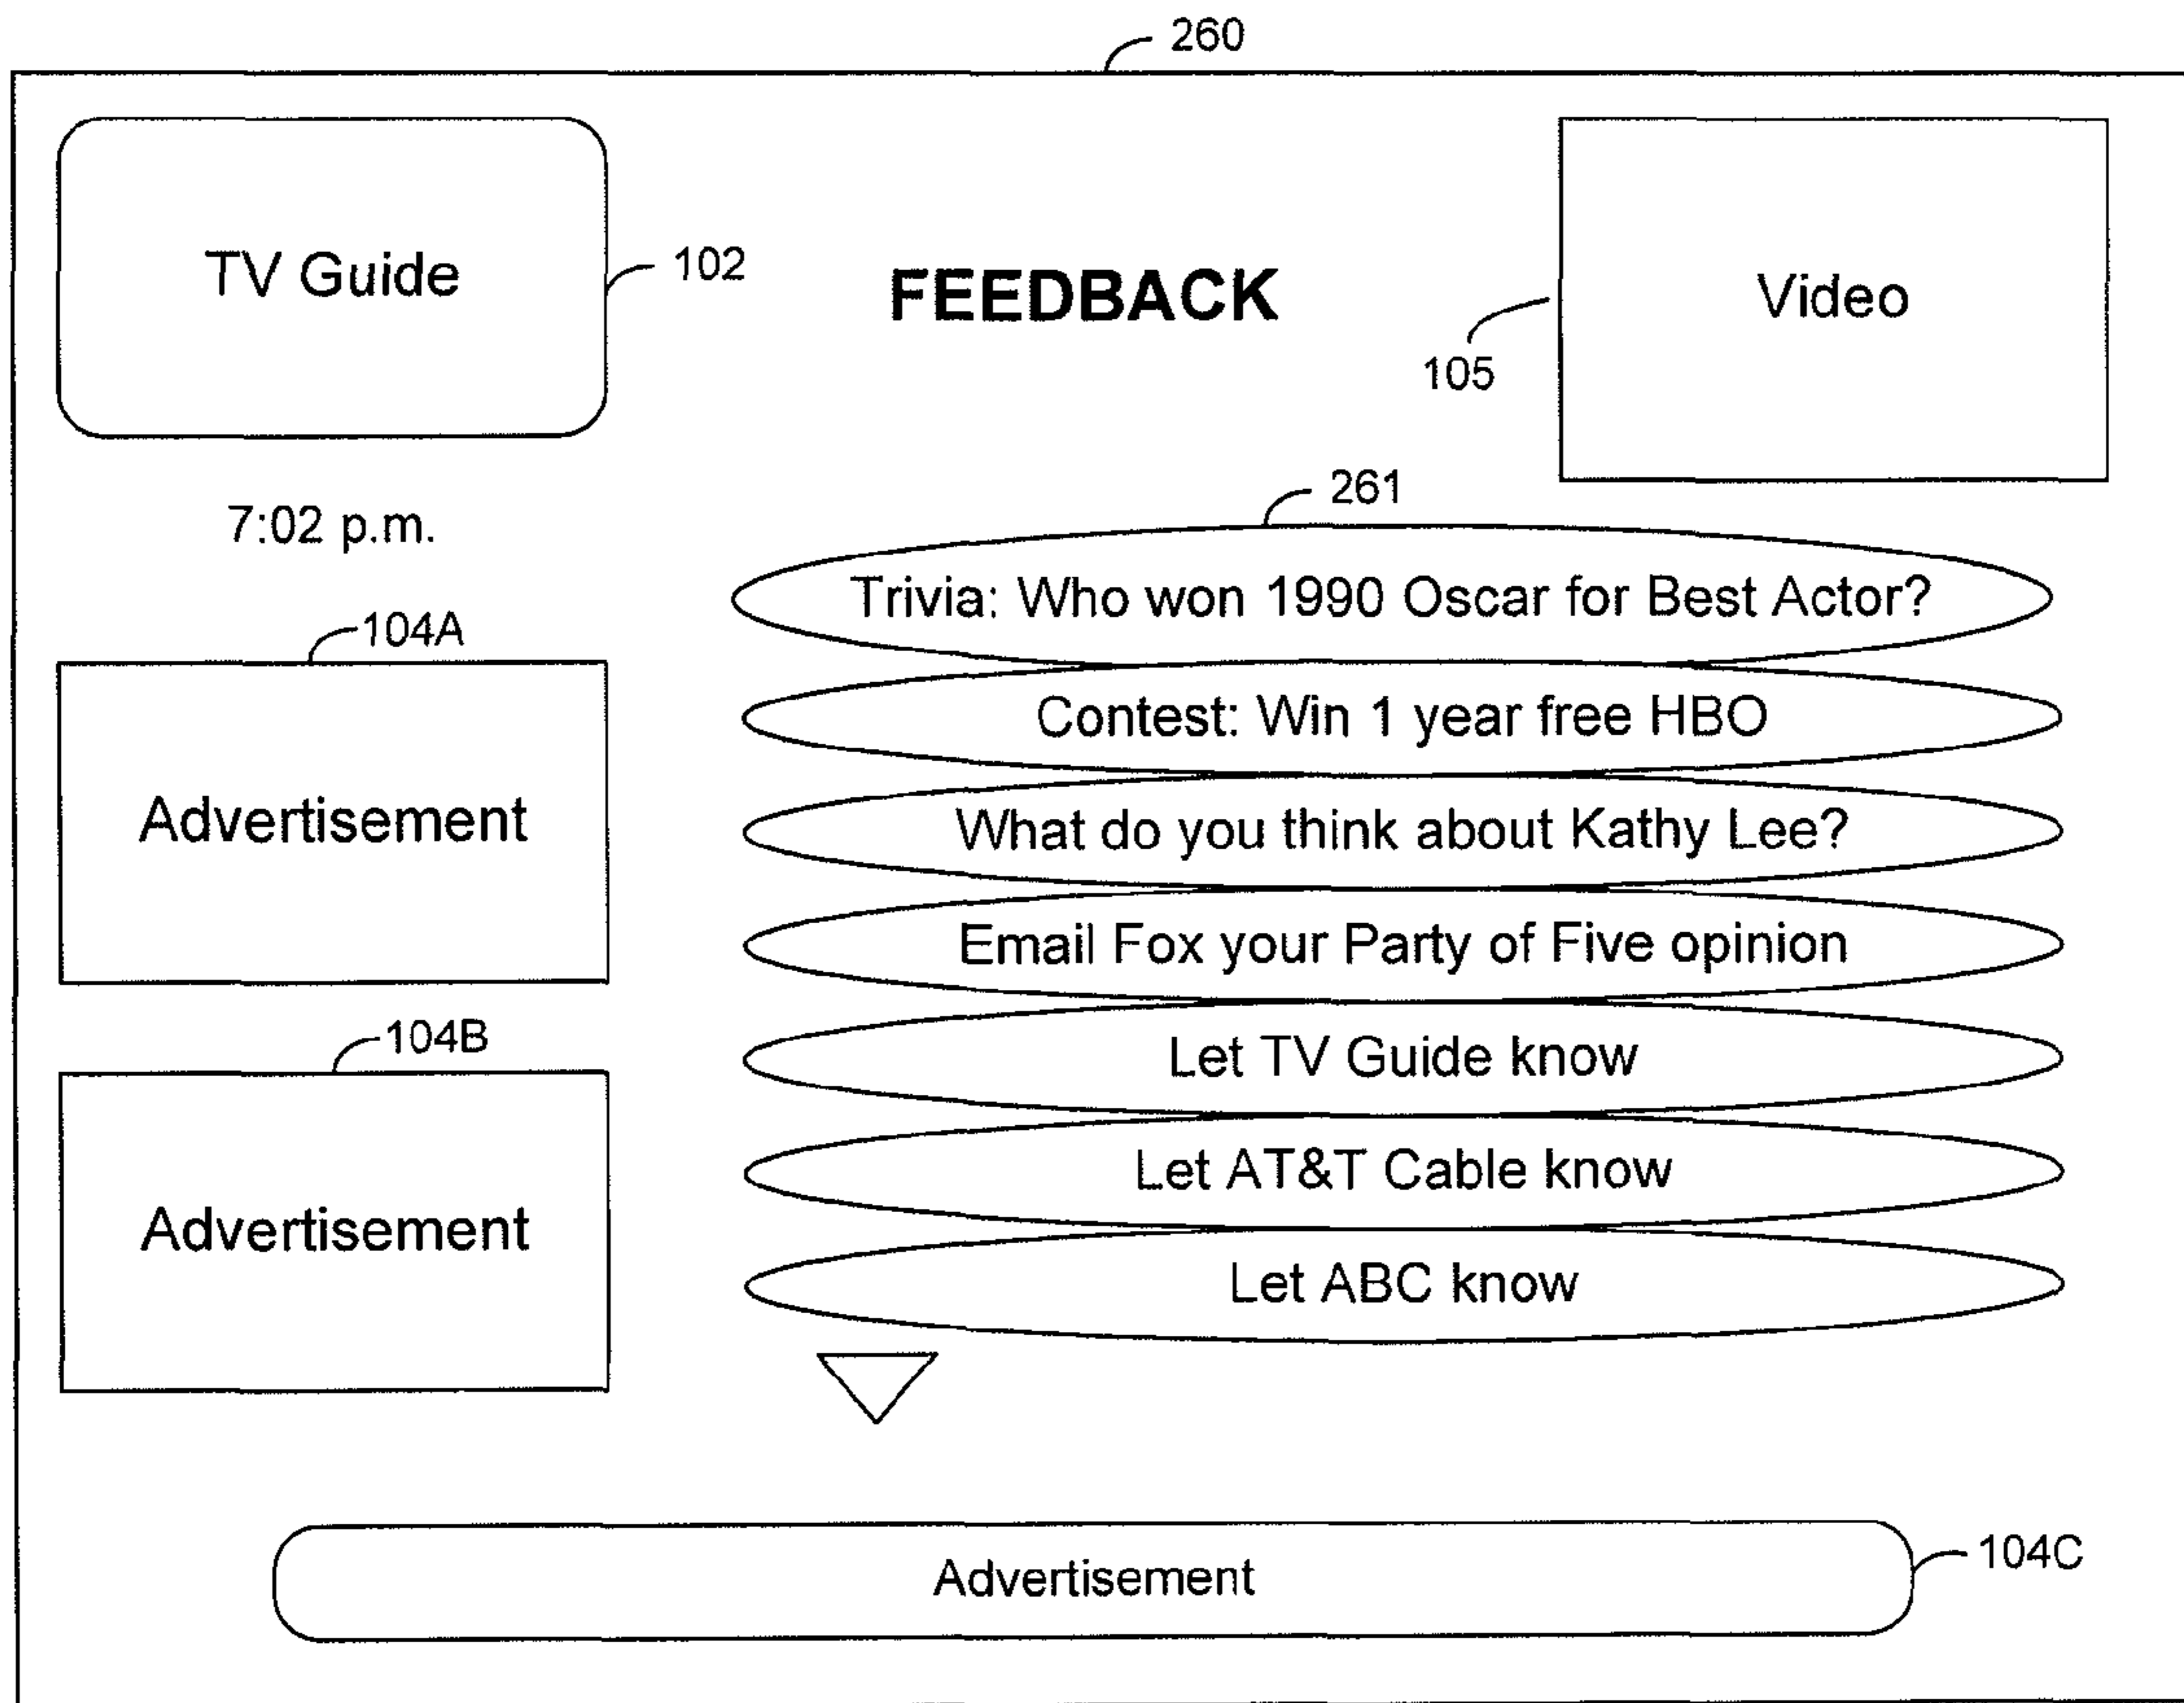 260
TV Guide
102
FEEDBACK
Video
105
7:02 p.m.
261
Trivia: Who won 1990 Oscar for Best Actor?
Contest: Win 1 year free HBO
What do you think about Kathy Lee?
Email Fox your Party of Five opinion
Let TV Guide know
Let AT&T Cable know
Let ABC know
104A
Advertisement
104B
Advertisement
Advertisement
104C